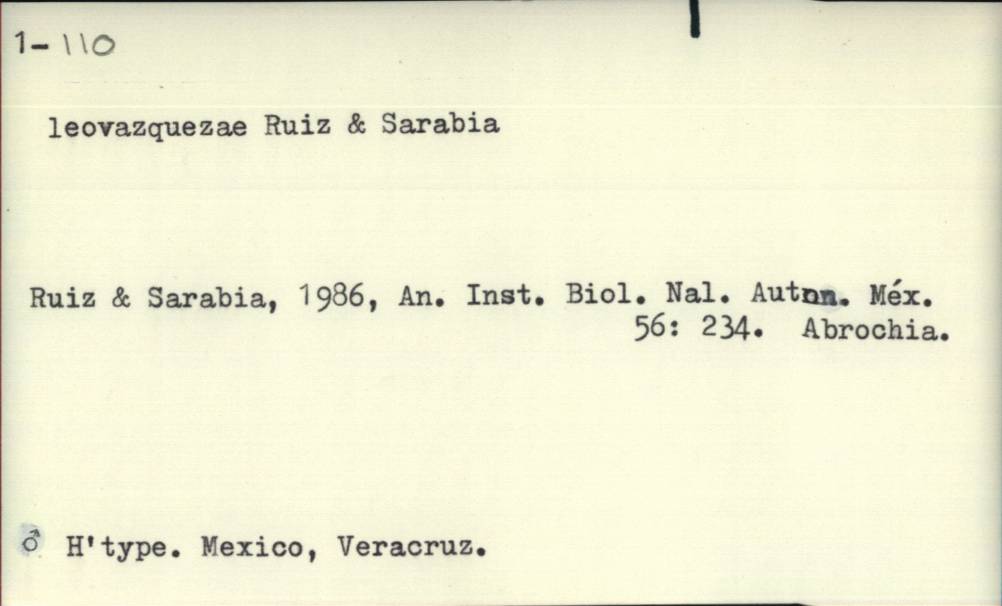 1-110
leovazquezae Ruiz & Sarabia
Ruiz & Sarabia, 1986, An. Inst. Biol. Nal. Auton. Méx.
56: 234. Abrochia.
♂ H'type. Mexico, Veracruz.